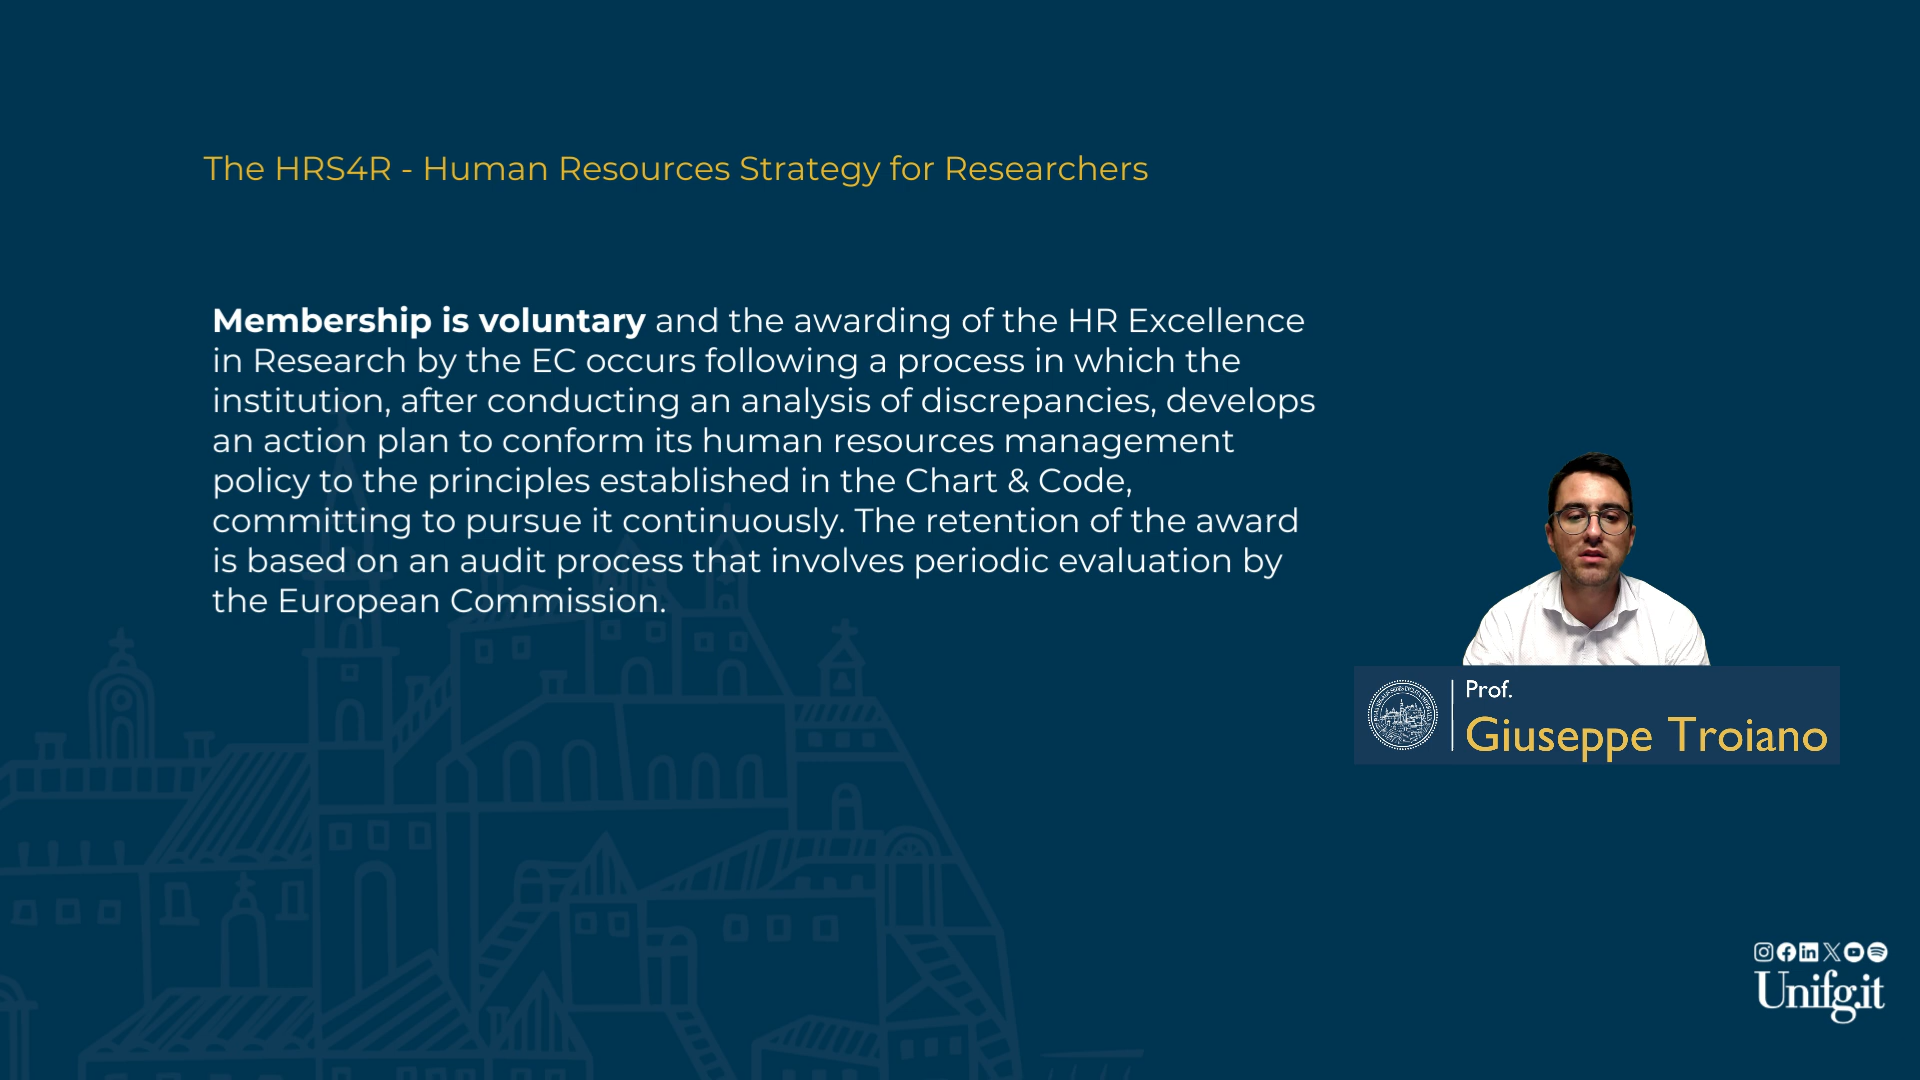 The HRS4R - Human Resources Strategy for Researchers
Membership is voluntary and the awarding of the HR Excellence
in Research by the EC occurs following a process in which the
institution, after conducting an analysis of discrepancies, develops
an action plan to conform its human resources management
policy to the principles established in the Chart & Code,
committing to pursue it continuously. The retention of the award
is based on an audit process that involves periodic evaluation by
the European Commission.
Prof.
Giuseppe Troiano
Unifg.it